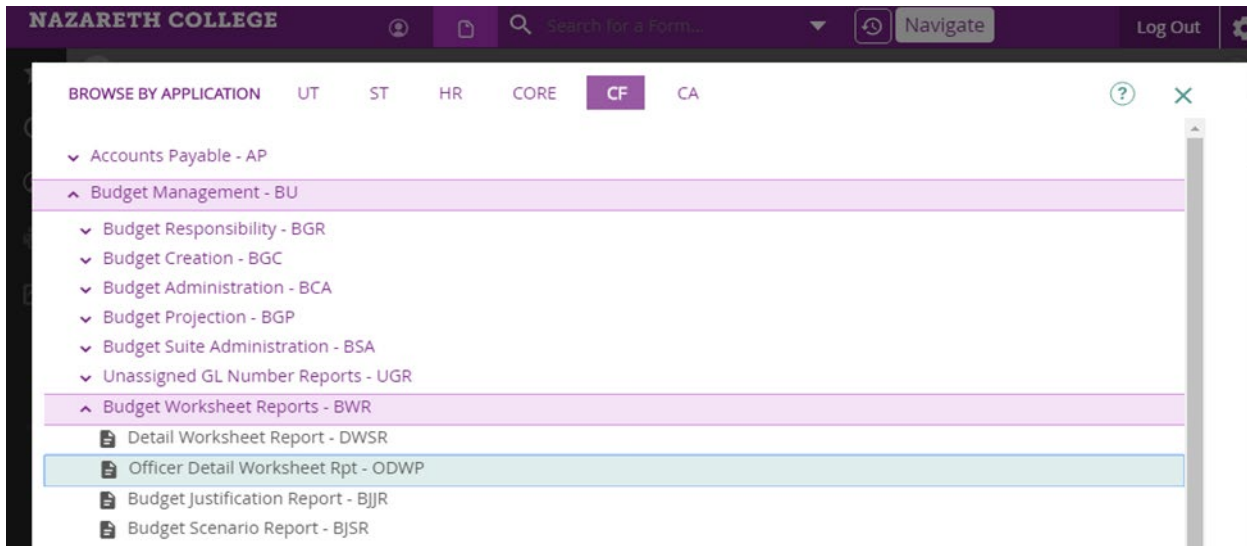 NAZARETH COLLEGE Search for a Form... Navigate Log Out
BROWSE BY APPLICATION UT ST HR CORE CF CA ?
Accounts Payable - AP
Budget Management - BU
Budget Responsibility - BGR
Budget Creation - BGC
Budget Administration - BCA
Budget Projection - BGP
Budget Suite Administration - BSA
Unassigned GL Number Reports - UGR
Budget Worksheet Reports - BWR
Detail Worksheet Report - DWSR
Officer Detail Worksheet Rpt - ODWP
Budget Justification Report - BJJR
Budget Scenario Report - BJSR